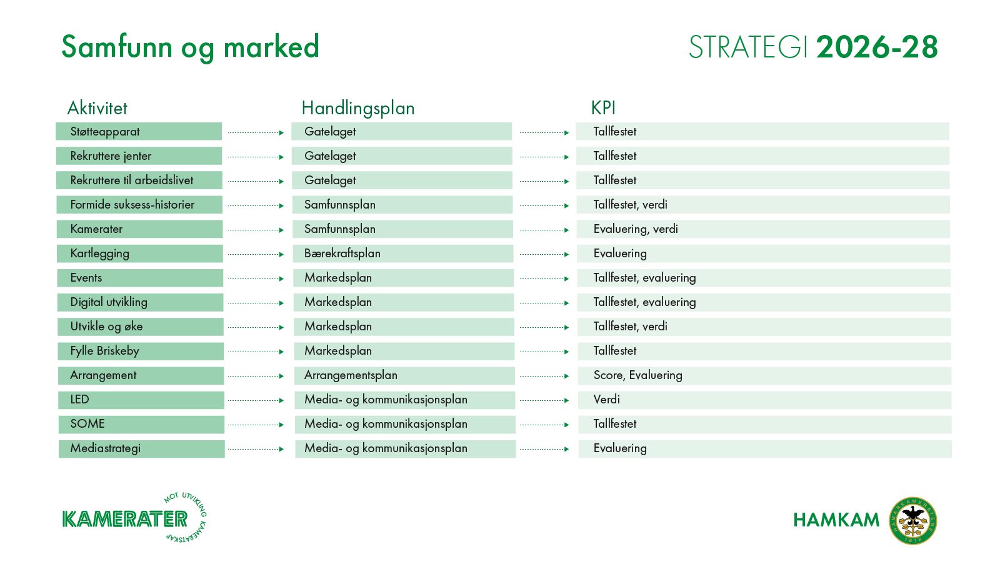 Samfunn og marked
STRATEGI 2026-28
Aktivitet Handlingsplan KPI
Støtteapparat Gatelaget Tallfestet
Rekruttere jenter Gatelaget Tallfestet
Rekruttere til arbeidslivet Gatelaget Tallfestet
Formide suksess-historier Samfunnsplan Tallfestet, verdi
Kamerater Samfunnsplan Evaluering, verdi
Kartlegging Bærekraftsplan Evaluering
Events Markedsplan Tallfestet, evaluering
Digital utvikling Markedsplan Tallfestet, evaluering
Utvikle og øke Markedsplan Tallfestet, verdi
Fylle Briskeby Markedsplan Tallfestet
Arrangement Arrangementsplan Score, Evaluering
LED Media- og kommunikasjonsplan Verdi
SOME Media- og kommunikasjonsplan Tallfestet
Mediastrategi Media- og kommunikasjonsplan Evaluering
KAMERATER
MOT UTVIKLING KAMERATSKAP
HAMKAM
HAMARKAMERATENE
1918